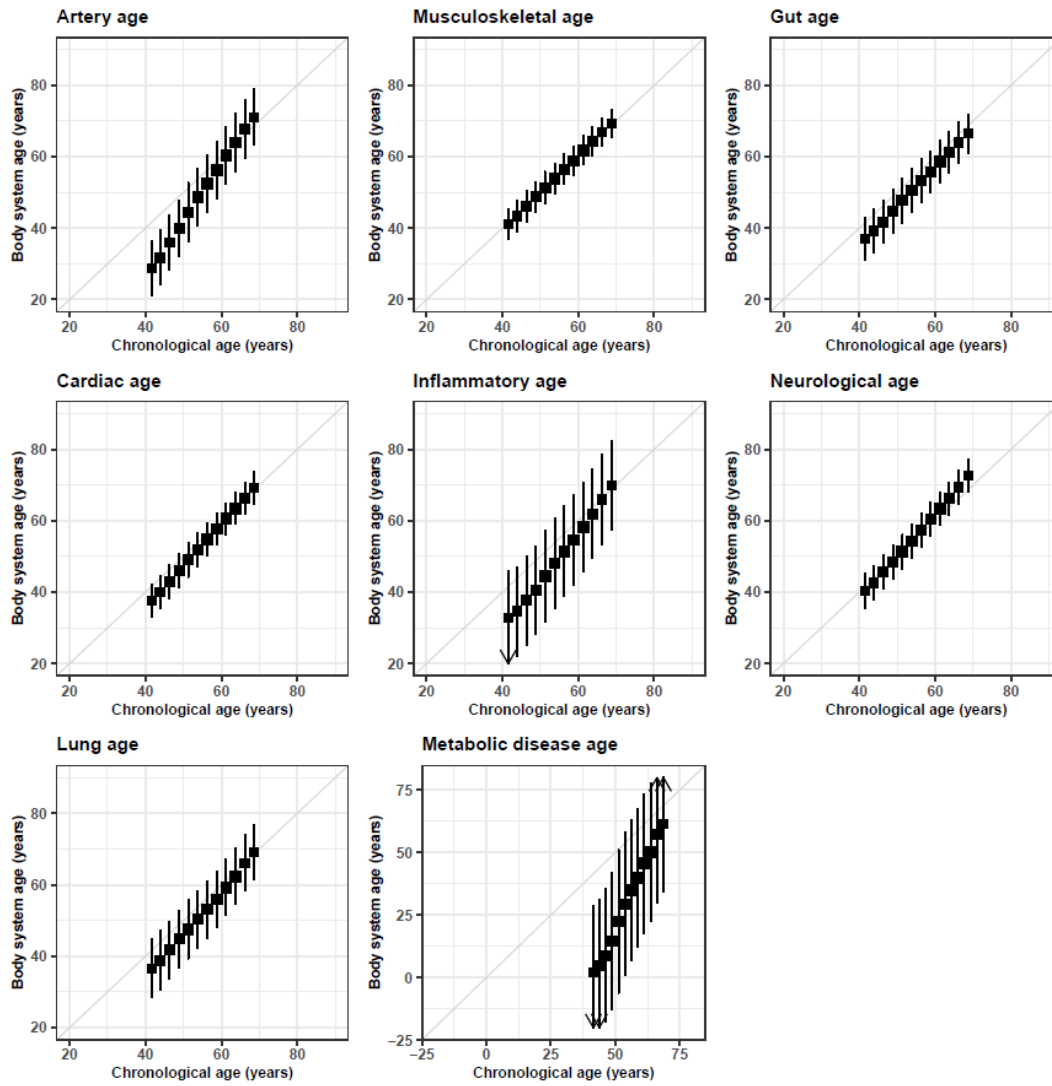 Artery age
Body system age (years)
80
60
40
20
20 40 60 80
Chronological age (years)
Musculoskeletal age
Body system age (years)
80
60
40
20
20 40 60 80
Chronological age (years)
Gut age
Body system age (years)
80
60
40
20
20 40 60 80
Chronological age (years)
Cardiac age
Body system age (years)
80
60
40
20
20 40 60 80
Chronological age (years)
Inflammatory age
Body system age (years)
80
60
40
20
20 40 60 80
Chronological age (years)
Neurological age
Body system age (years)
80
60
40
20
20 40 60 80
Chronological age (years)
Lung age
Body system age (years)
80
60
40
20
20 40 60 80
Chronological age (years)
Metabolic disease age
Body system age (years)
75
50
25
0
−25
−25 0 25 50 75
Chronological age (years)